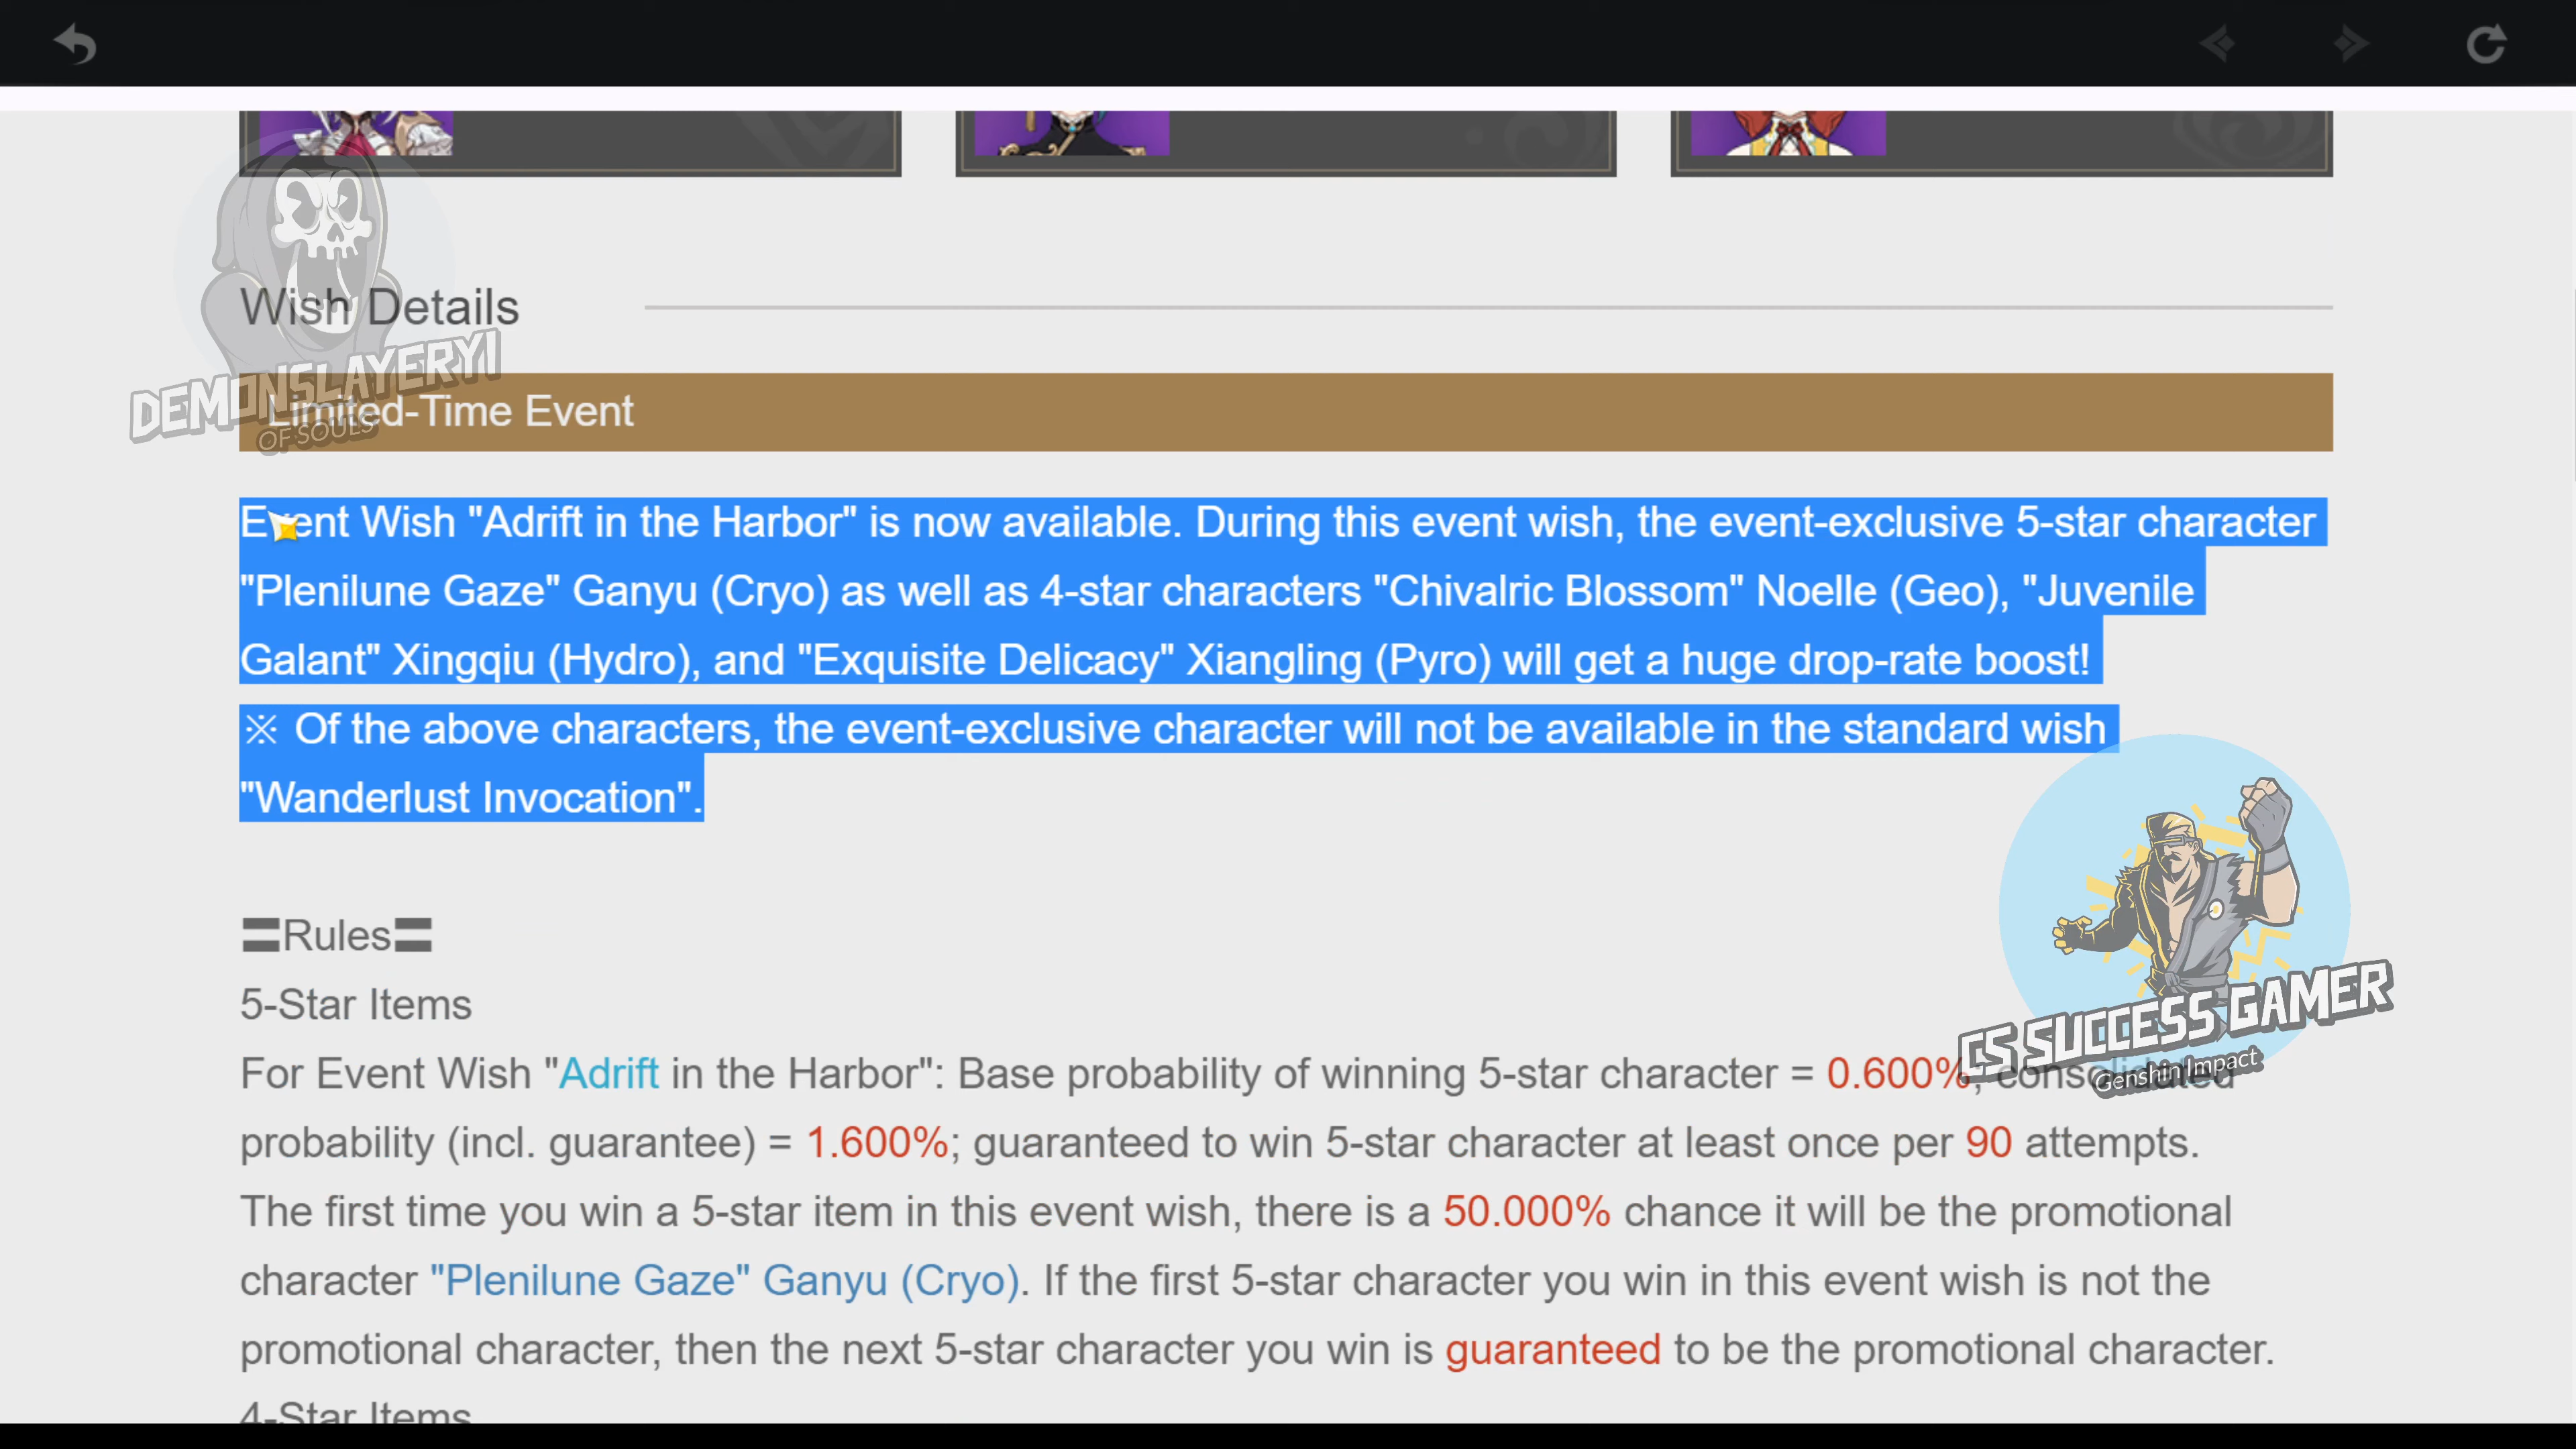 Wish Details
DEMONSLAYERYI
OF SOULS
Limited-Time Event
Event Wish "Adrift in the Harbor" is now available. During this event wish, the event-exclusive 5-star character
"Plenilune Gaze" Ganyu (Cryo) as well as 4-star characters "Chivalric Blossom" Noelle (Geo), "Juvenile
Galant" Xingqiu (Hydro), and "Exquisite Delicacy" Xiangling (Pyro) will get a huge drop-rate boost!
※ Of the above characters, the event-exclusive character will not be available in the standard wish
"Wanderlust Invocation".
〓Rules〓
5-Star Items
CS SUCCESS GAMER
Genshin Impact
For Event Wish "Adrift in the Harbor": Base probability of winning 5-star character = 0.600%; consolidated
probability (incl. guarantee) = 1.600%; guaranteed to win 5-star character at least once per 90 attempts.
The first time you win a 5-star item in this event wish, there is a 50.000% chance it will be the promotional
character "Plenilune Gaze" Ganyu (Cryo). If the first 5-star character you win in this event wish is not the
promotional character, then the next 5-star character you win is guaranteed to be the promotional character.
4-Star Items